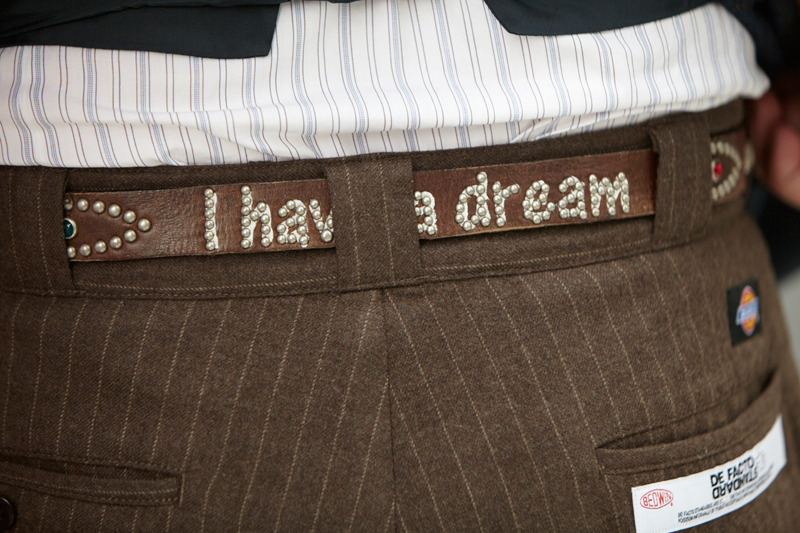 I hav a dream
BEDWIN
DE FACTO
STANDARD